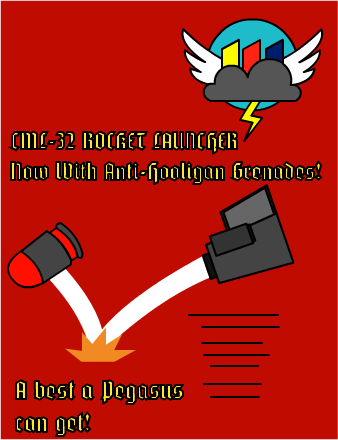 CML-32 ROCKET LAUNCHER
Now With Anti-Hooligan Grenades!
A best a Pegasus
can get!